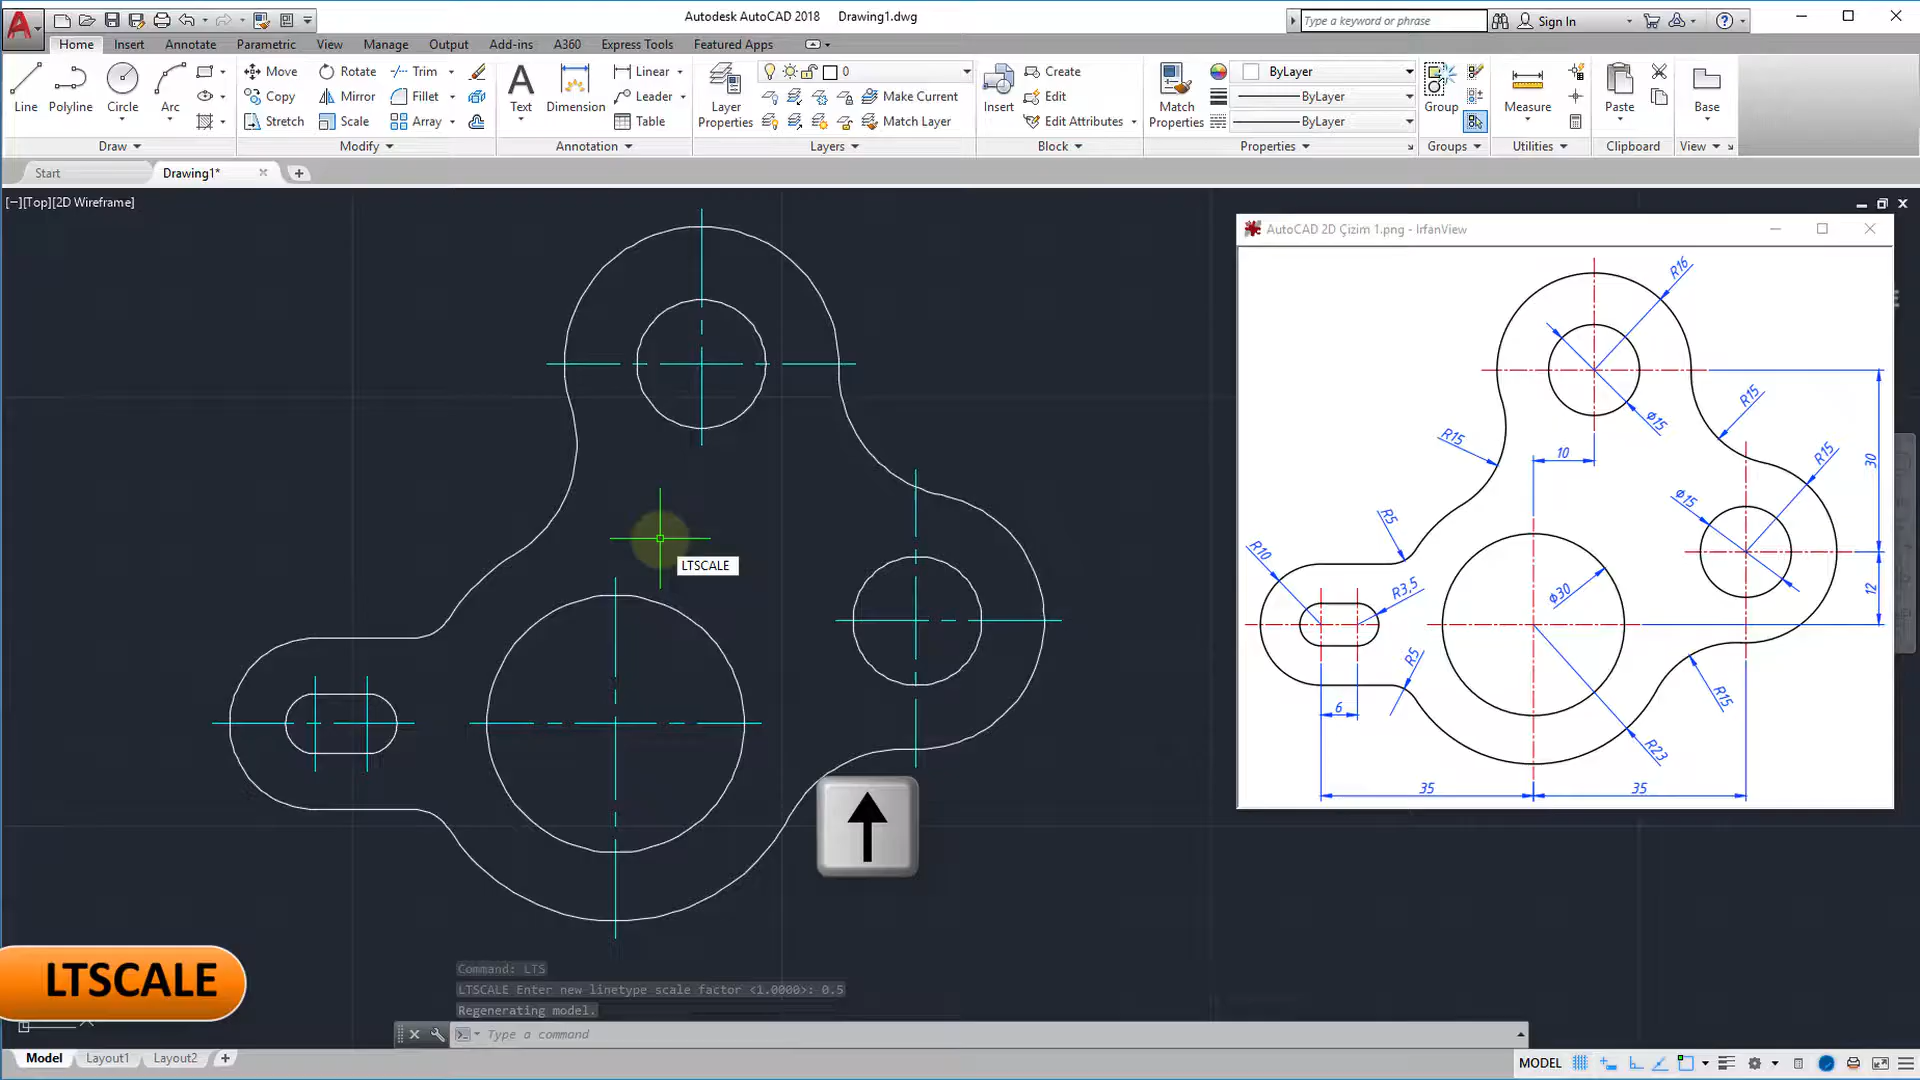 Autodesk AutoCAD 2018 Drawing1.dwg
Type a keyword or phrase
Sign In
Home Insert Annotate Parametric View Manage Output Add-ins A360 Express Tools Featured Apps
Line Polyline Circle Arc
Move Rotate Trim
Copy Mirror Fillet
Stretch Scale Array
Text Dimension
Linear
Leader
Table
Layer Properties
0
Make Current
Match Layer
Insert
Create
Edit
Edit Attributes
Match Properties
ByLayer
ByLayer
ByLayer
Group
Measure
Paste
Base
Draw Modify Annotation Layers Block Properties Groups Utilities Clipboard View
Start Drawing1*
[−][Top][2D Wireframe]
AutoCAD 2D Çizim 1.png - IrfanView
R16
R15
Ø15
R15
10
R15
30
Ø15
R5
R10
Ø30
R3,5
12
R5
R15
6
R23
35
35
LTSCALE
LTSCALE
Command: LTS
LTSCALE Enter new linetype scale factor <1.0000>: 0.5
Regenerating model.
Type a command
Model Layout1 Layout2
MODEL